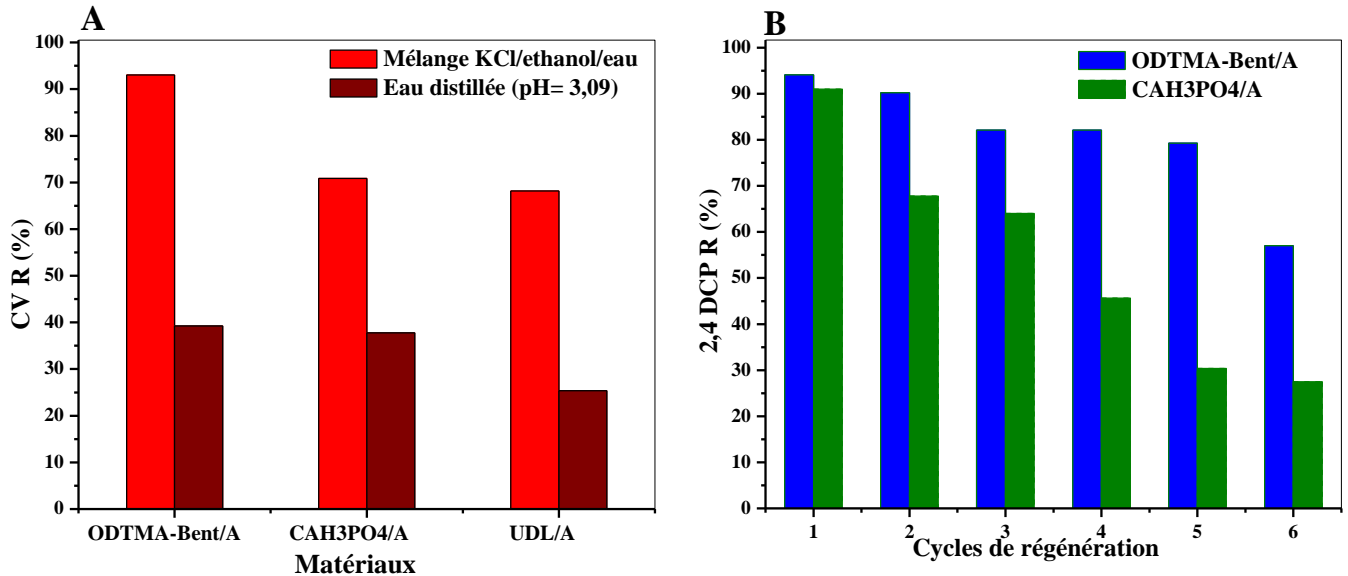 A
Mélange KCl/ethanol/eau
Eau distillée (pH= 3,09)
CV R (%)
100
90
80
70
60
50
40
30
20
10
0
ODTMA-Bent/A
CAH3PO4/A
UDL/A
Matériaux
B
ODTMA-Bent/A
CAH3PO4/A
2,4 DCP R (%)
100
90
80
70
60
50
40
30
20
10
0
1
2
3
4
5
6
Cycles de régénération